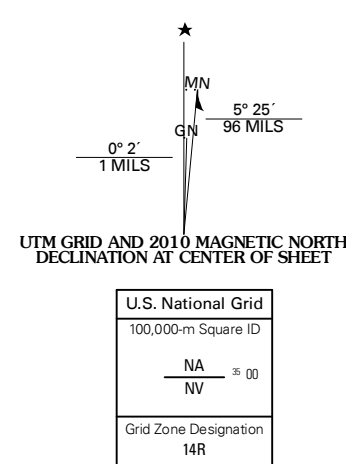 ★
MN
5° 25´
96 MILS
GN
0° 2´
1 MILS
UTM GRID AND 2010 MAGNETIC NORTH
DECLINATION AT CENTER OF SHEET
U.S. National Grid
100,000-m Square ID
NA
35 00
NV
Grid Zone Designation
14R